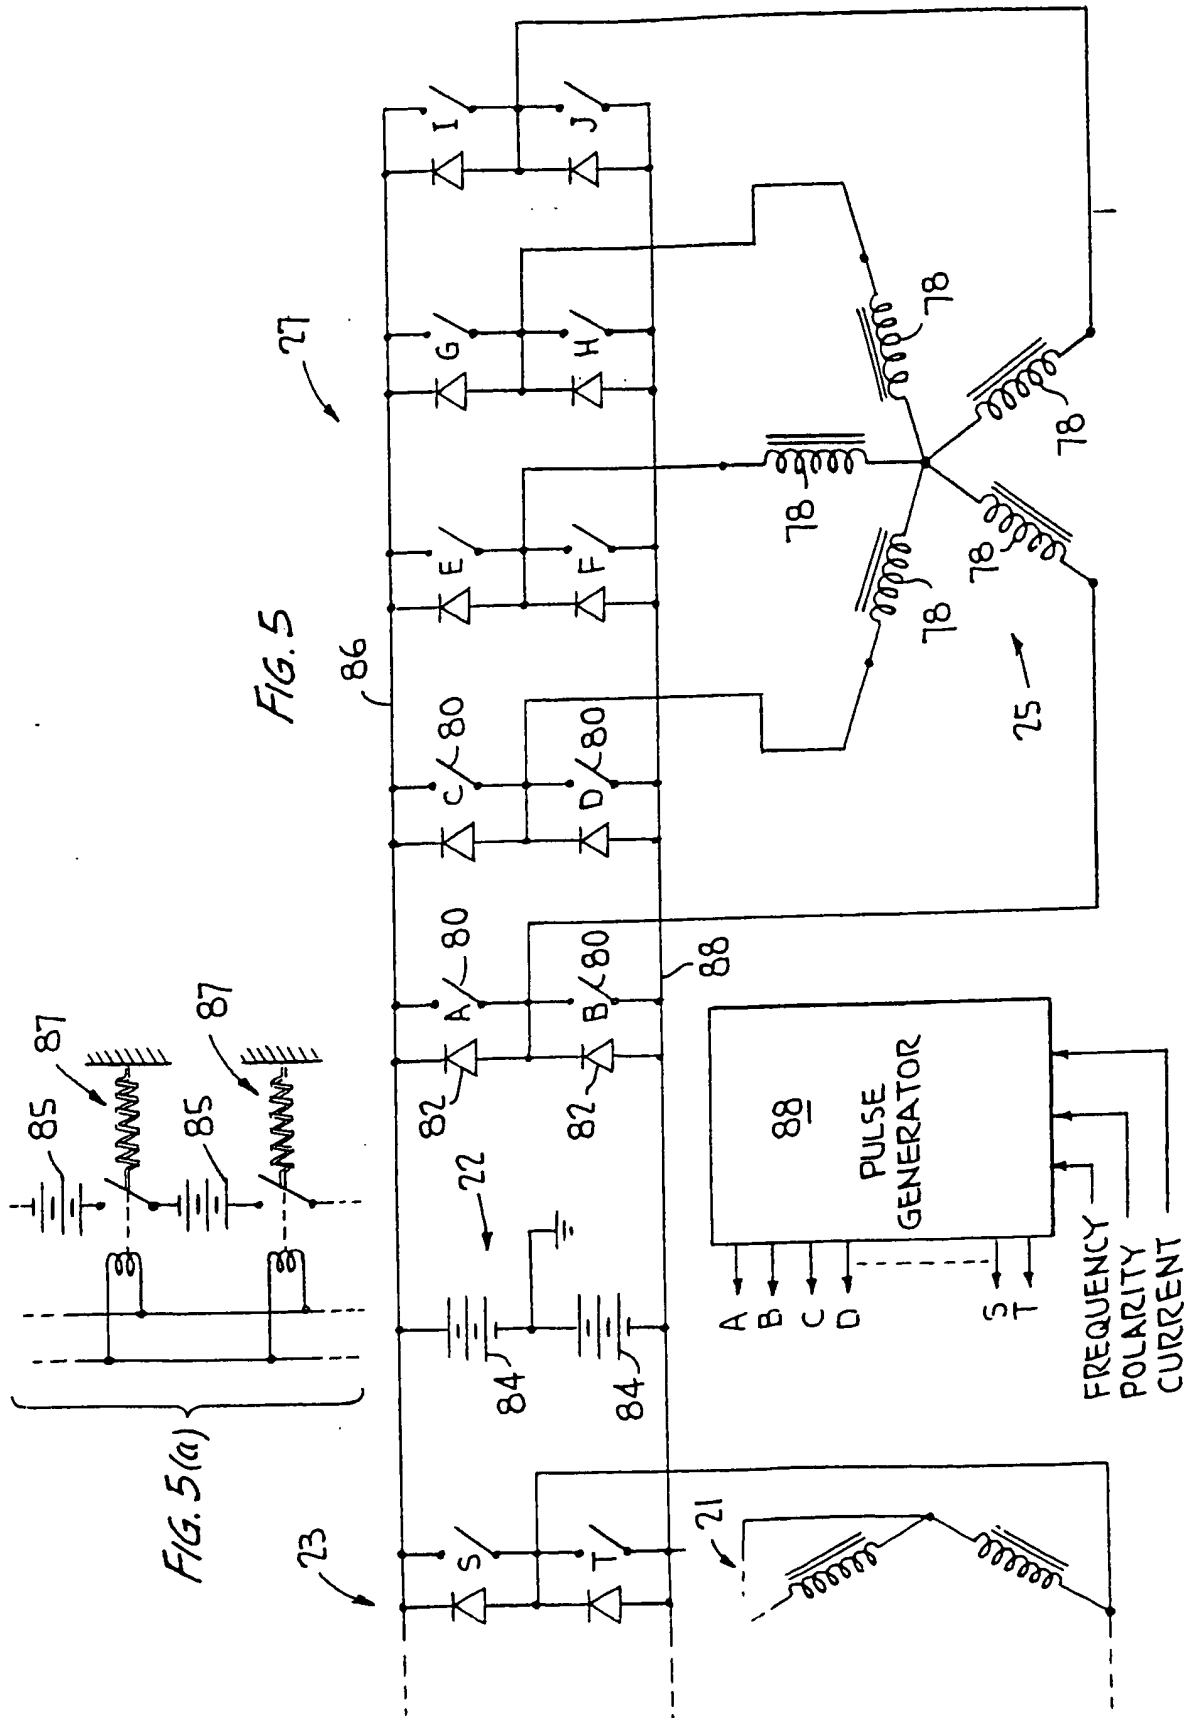 FIG. 5(a)
85
87
85
87
FIG. 5
23
22
27
86
S
T
84
84
82
82
A
80
B
80
C
80
D
80
E
F
G
H
I
J
88
21
A
B
C
D
S
T
88
PULSE
GENERATOR
FREQUENCY
POLARITY
CURRENT
25
78
78
78
78
78